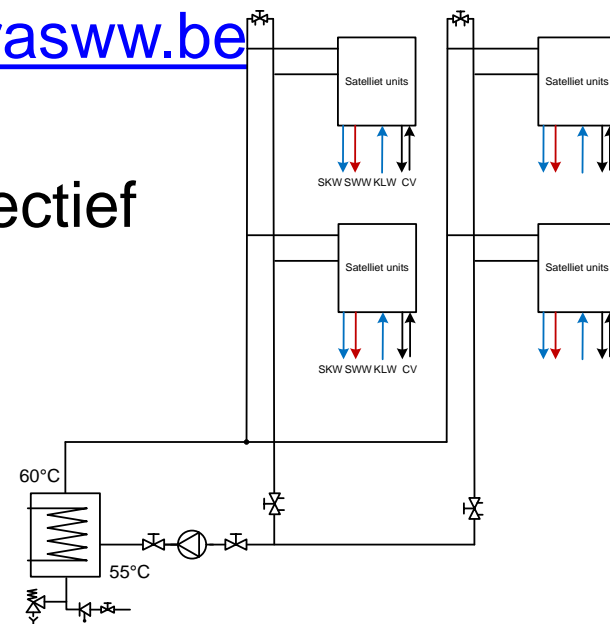 rasww.be
Satelliet units
Satelliet units
SKW SWW KLW CV
ectief
Satelliet units
Satelliet units
SKW SWW KLW CV
60°C
55°C